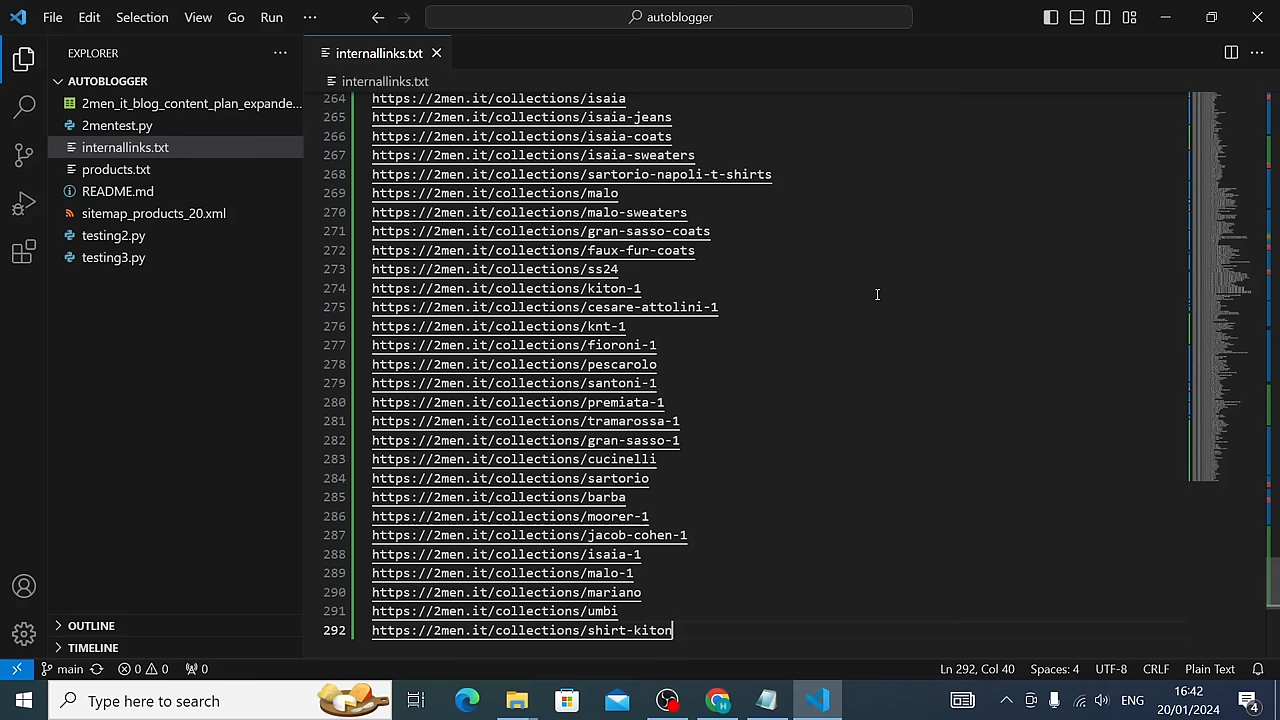 File Edit Selection View Go Run ··· autoblogger
EXPLORER
AUTOBLOGGER
2men_it_blog_content_plan_expande...
2mentest.py
internallinks.txt
products.txt
README.md
sitemap_products_20.xml
testing2.py
testing3.py
OUTLINE
TIMELINE
internallinks.txt
internallinks.txt
264 https://2men.it/collections/isaia
265 https://2men.it/collections/isaia-jeans
266 https://2men.it/collections/isaia-coats
267 https://2men.it/collections/isaia-sweaters
268 https://2men.it/collections/sartorio-napoli-t-shirts
269 https://2men.it/collections/malo
270 https://2men.it/collections/malo-sweaters
271 https://2men.it/collections/gran-sasso-coats
272 https://2men.it/collections/faux-fur-coats
273 https://2men.it/collections/ss24
274 https://2men.it/collections/kiton-1
275 https://2men.it/collections/cesare-attolini-1
276 https://2men.it/collections/knt-1
277 https://2men.it/collections/fioroni-1
278 https://2men.it/collections/pescarolo
279 https://2men.it/collections/santoni-1
280 https://2men.it/collections/premiata-1
281 https://2men.it/collections/tramarossa-1
282 https://2men.it/collections/gran-sasso-1
283 https://2men.it/collections/cucinelli
284 https://2men.it/collections/sartorio
285 https://2men.it/collections/barba
286 https://2men.it/collections/moorer-1
287 https://2men.it/collections/jacob-cohen-1
288 https://2men.it/collections/isaia-1
289 https://2men.it/collections/malo-1
290 https://2men.it/collections/mariano
291 https://2men.it/collections/umbi
292 https://2men.it/collections/shirt-kiton
main 0 0 0 Ln 292, Col 40 Spaces: 4 UTF-8 CRLF Plain Text
Type here to search ENG 16:42
20/01/2024 4